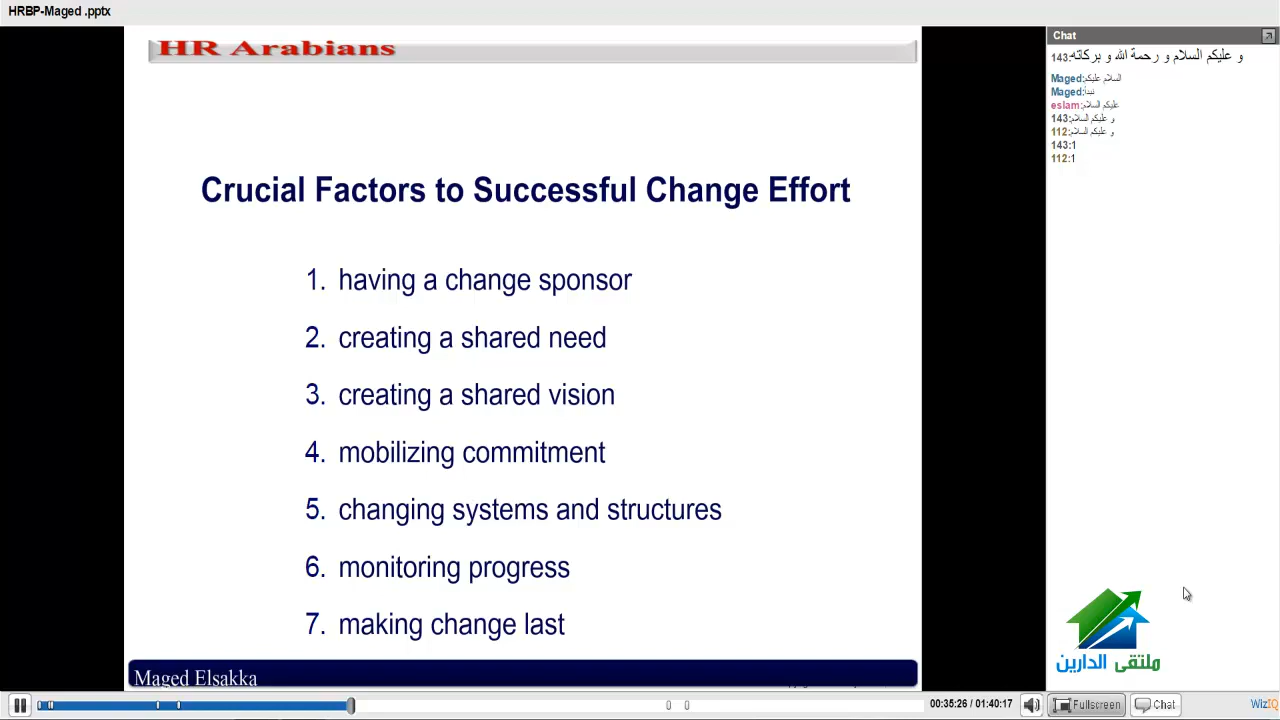 HRBP-Maged .pptx
HR Arabians
Crucial Factors to Successful Change Effort
1. having a change sponsor
2. creating a shared need
3. creating a shared vision
4. mobilizing commitment
5. changing systems and structures
6. monitoring progress
7. making change last
Maged Elsakka
Chat
143:و عليكم السلام و رحمة الله و بركاته
Maged:السلام عليكم
Maged:نبدأ
eslam:عليكم السلام
143:و عليكم السلام
112:و عليكم السلام
143:1
112:1
ملتقى الدارين
00:35:26 / 01:40:17
Fullscreen
Chat
WizIQ